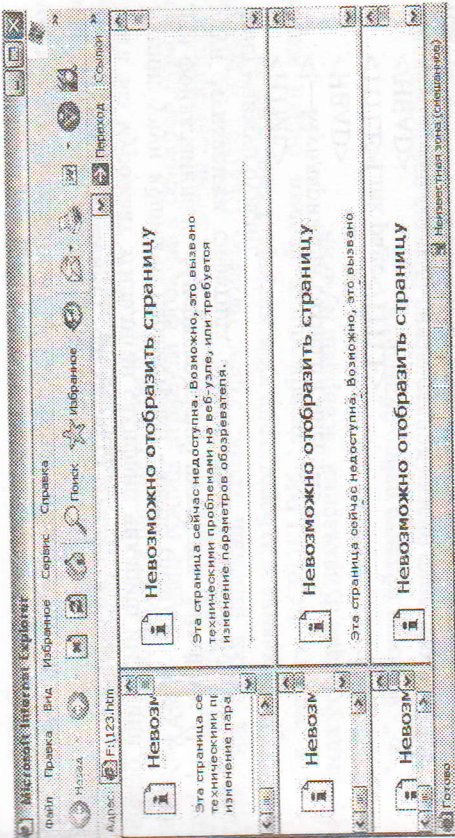 Microsoft Internet Explorer
Файл Правка Вид Избранное Сервис Справка
Назад Поиск Избранное
Адрес F:\123.htm Переход Ссылки
Невозм
Эта страница се
техническими пр
изменение пара
Невозможно отобразить страницу
Эта страница сейчас недоступна. Возможно, это вызвано
техническими проблемами на веб-узле, или требуется
изменение параметров обозревателя.
Невозм
Невозможно отобразить страницу
Эта страница сейчас недоступна. Возможно, это вызвано
Невозм
Невозможно отобразить страницу
Готово Неизвестная зона (смешанное)